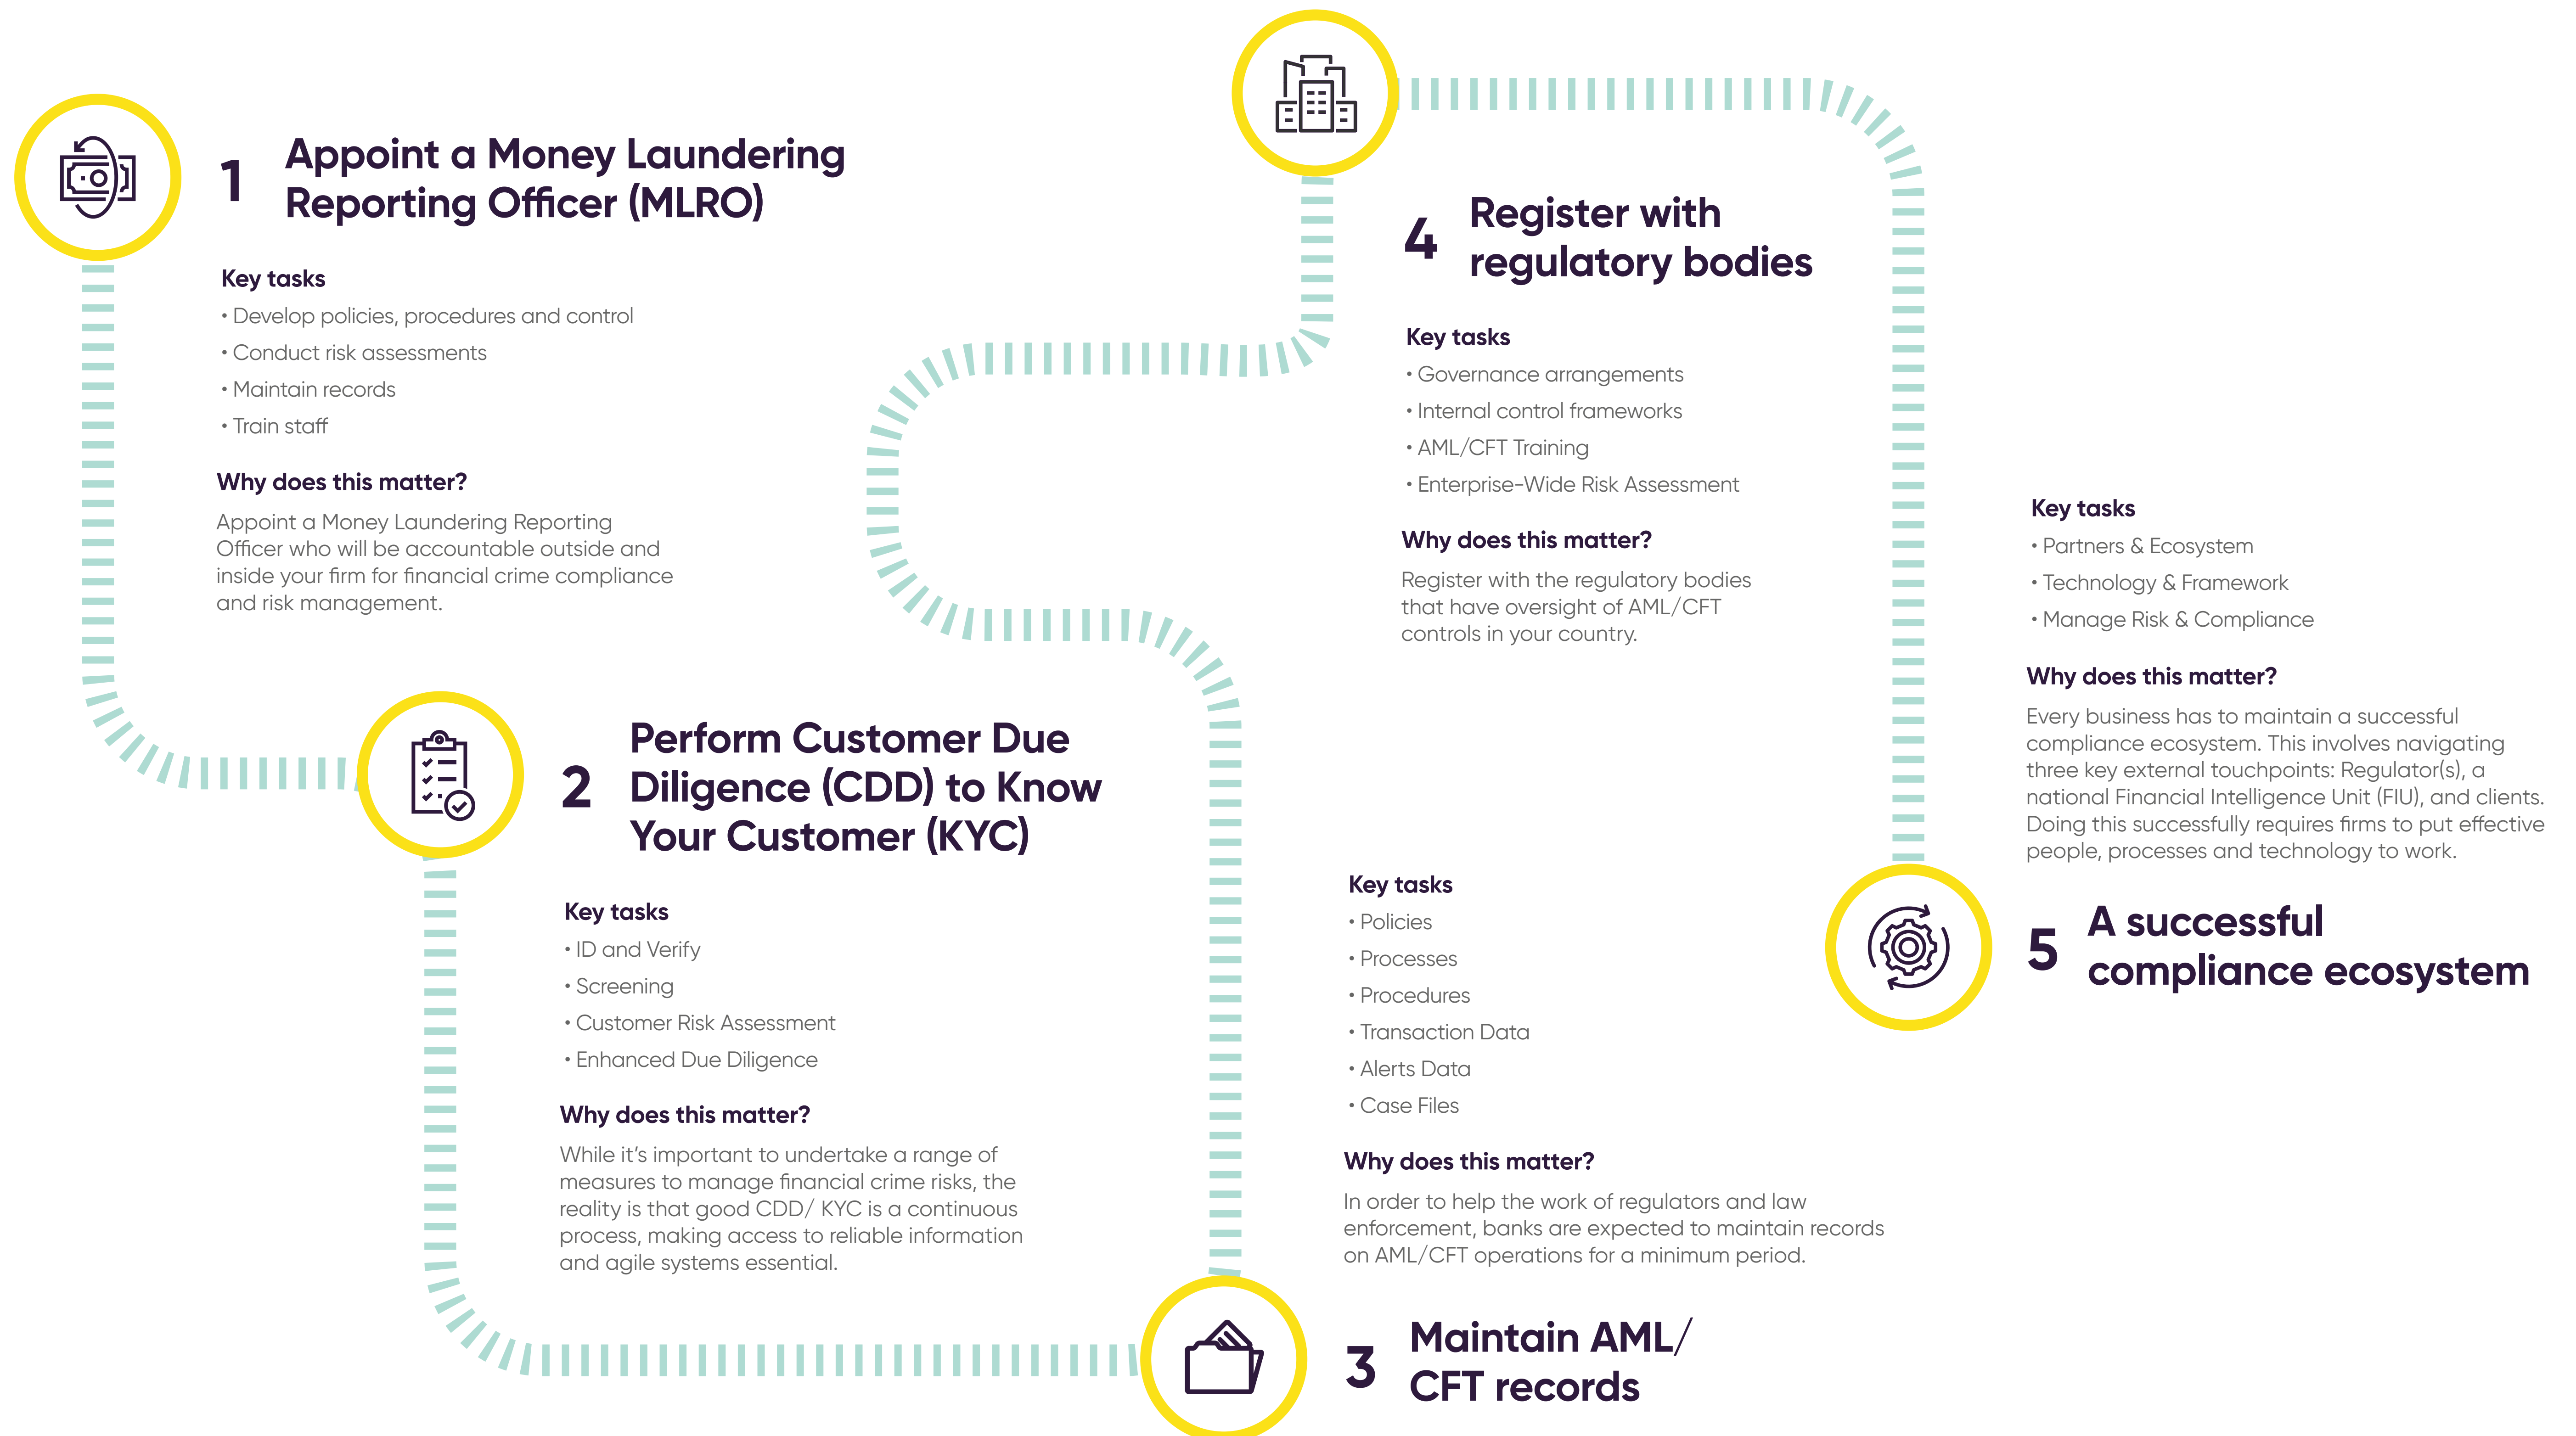 1
Appoint a Money Laundering
Reporting Officer (MLRO)
Key tasks
• Develop policies, procedures and control
• Conduct risk assessments
• Maintain records
• Train staff
Why does this matter?
Appoint a Money Laundering Reporting
Officer who will be accountable outside and
inside your firm for financial crime compliance
and risk management.
2
Perform Customer Due
Diligence (CDD) to Know
Your Customer (KYC)
Key tasks
• ID and Verify
• Screening
• Customer Risk Assessment
• Enhanced Due Diligence
Why does this matter?
While it’s important to undertake a range of
measures to manage financial crime risks, the
reality is that good CDD/ KYC is a continuous
process, making access to reliable information
and agile systems essential.
Key tasks
• Policies
• Processes
• Procedures
• Transaction Data
• Alerts Data
• Case Files
Why does this matter?
In order to help the work of regulators and law
enforcement, banks are expected to maintain records
on AML/CFT operations for a minimum period.
3
Maintain AML/
CFT records
4
Register with
regulatory bodies
Key tasks
• Governance arrangements
• Internal control frameworks
• AML/CFT Training
• Enterprise-Wide Risk Assessment
Why does this matter?
Register with the regulatory bodies
that have oversight of AML/CFT
controls in your country.
Key tasks
• Partners & Ecosystem
• Technology & Framework
• Manage Risk & Compliance
Why does this matter?
Every business has to maintain a successful
compliance ecosystem. This involves navigating
three key external touchpoints: Regulator(s), a
national Financial Intelligence Unit (FIU), and clients.
Doing this successfully requires firms to put effective
people, processes and technology to work.
5
A successful
compliance ecosystem